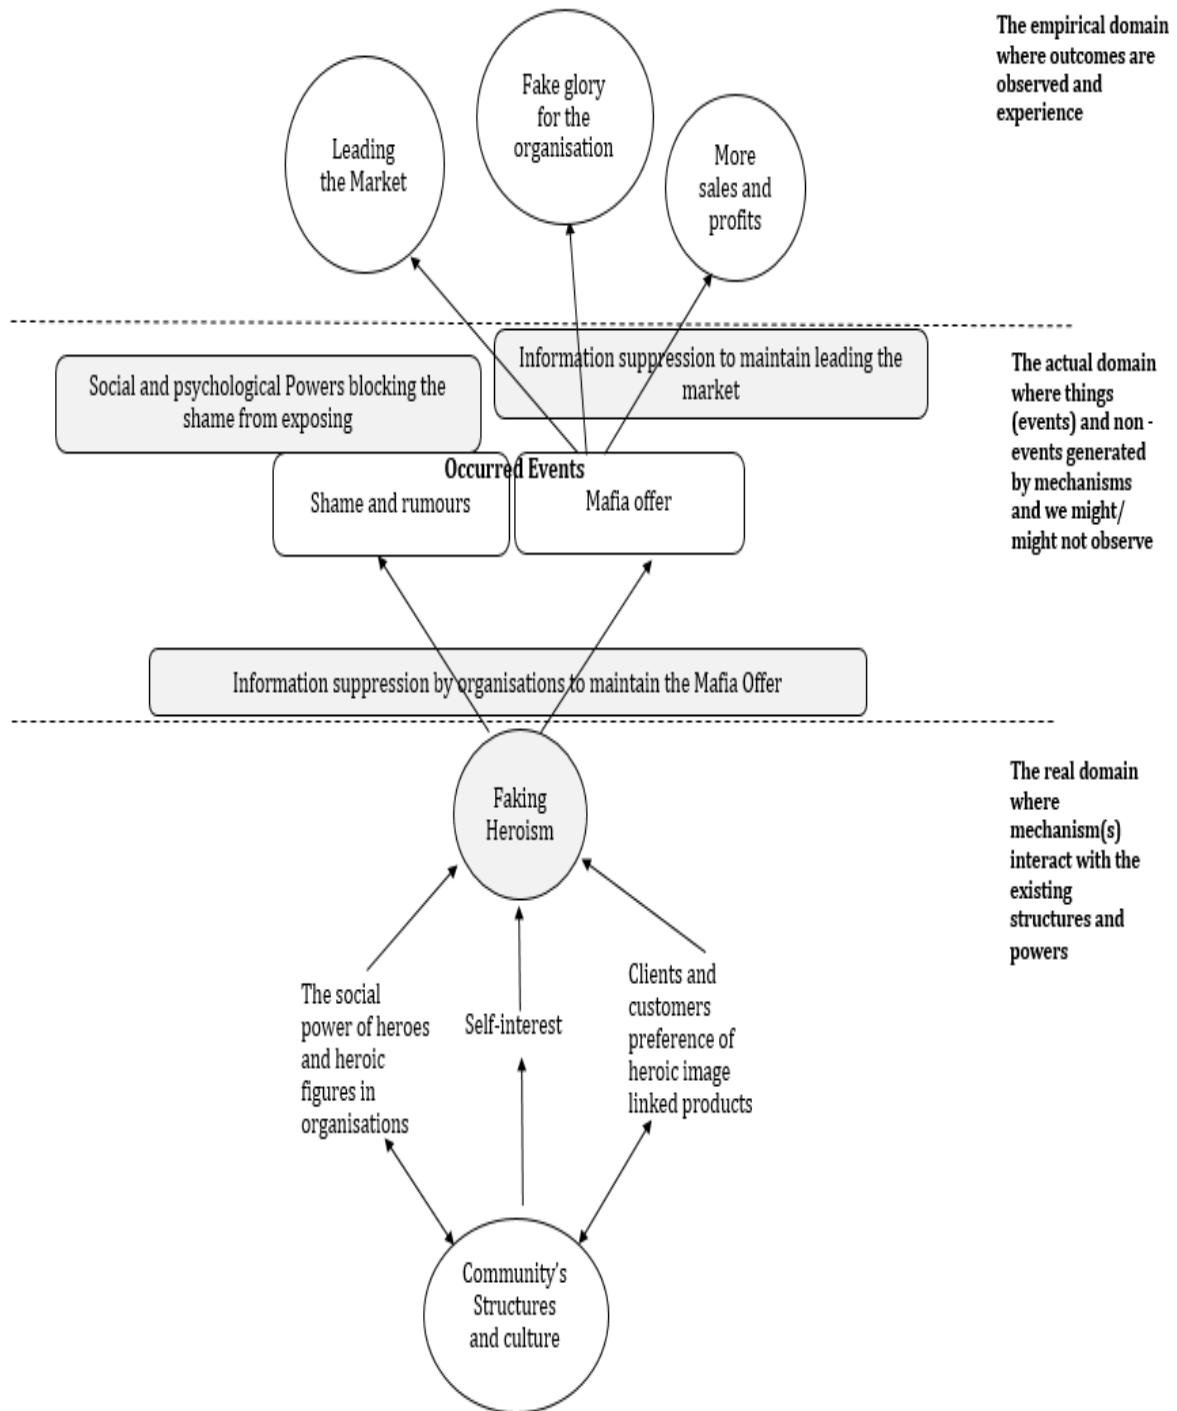 The empirical domain
where outcomes are
observed and
experience
Fake glory
for the
organisation
Leading
the Market
More
sales and
profits
Information suppression to maintain leading the
market
Social and psychological Powers blocking the
shame from exposing
The actual domain
where things
(events) and non -
events generated
by mechanisms
and we might/
might not observe
Occurred Events
Shame and rumours
Mafia offer
Information suppression by organisations to maintain the Mafia Offer
Faking
Heroism
The real domain
where
mechanism(s)
interact with the
existing
structures and
powers
The social
power of heroes
and heroic
figures in
organisations
Self-interest
Clients and
customers
preference of
heroic image
linked products
Community's
Structures
and culture